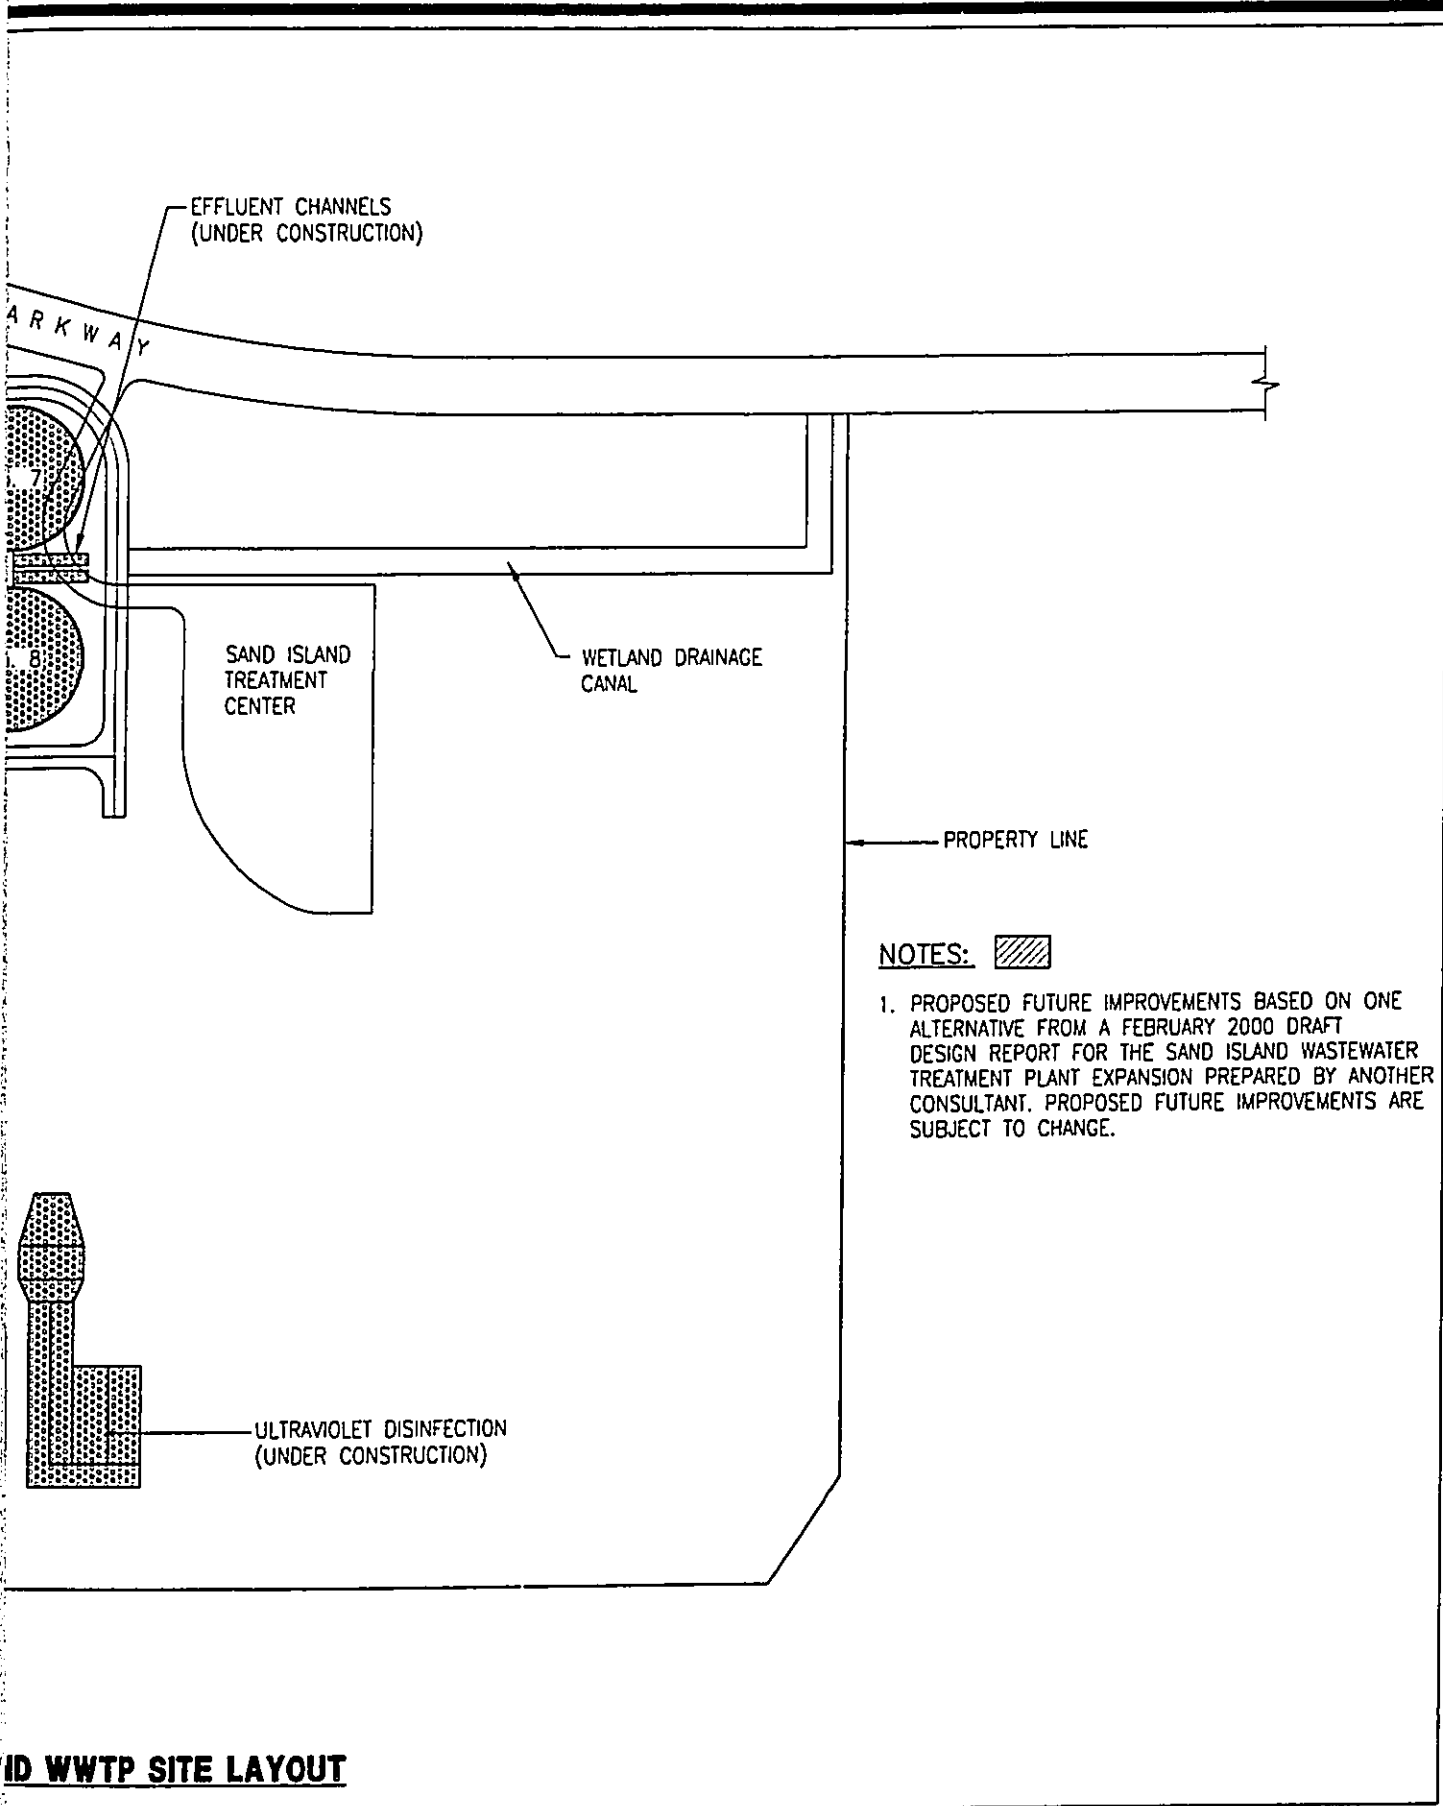 EFFLUENT CHANNELS
(UNDER CONSTRUCTION)
ARKWAY
7
8
SAND ISLAND
TREATMENT
CENTER
WETLAND DRAINAGE
CANAL
PROPERTY LINE
NOTES:
1. PROPOSED FUTURE IMPROVEMENTS BASED ON ONE
ALTERNATIVE FROM A FEBRUARY 2000 DRAFT
DESIGN REPORT FOR THE SAND ISLAND WASTEWATER
TREATMENT PLANT EXPANSION PREPARED BY ANOTHER
CONSULTANT. PROPOSED FUTURE IMPROVEMENTS ARE
SUBJECT TO CHANGE.
ULTRAVIOLET DISINFECTION
(UNDER CONSTRUCTION)
ID WWTP SITE LAYOUT